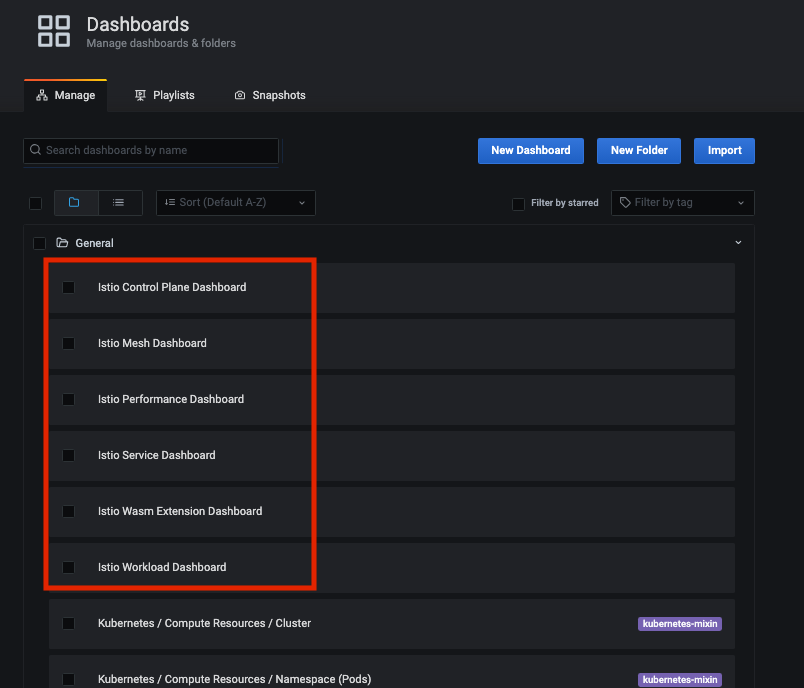 Dashboards
Manage dashboards & folders
Manage Playlists Snapshots
Search dashboards by name New Dashboard New Folder Import
Sort (Default A-Z) Filter by starred Filter by tag
General
Istio Control Plane Dashboard
Istio Mesh Dashboard
Istio Performance Dashboard
Istio Service Dashboard
Istio Wasm Extension Dashboard
Istio Workload Dashboard
Kubernetes / Compute Resources / Cluster kubernetes-mixin
Kubernetes / Compute Resources / Namespace (Pods) kubernetes-mixin